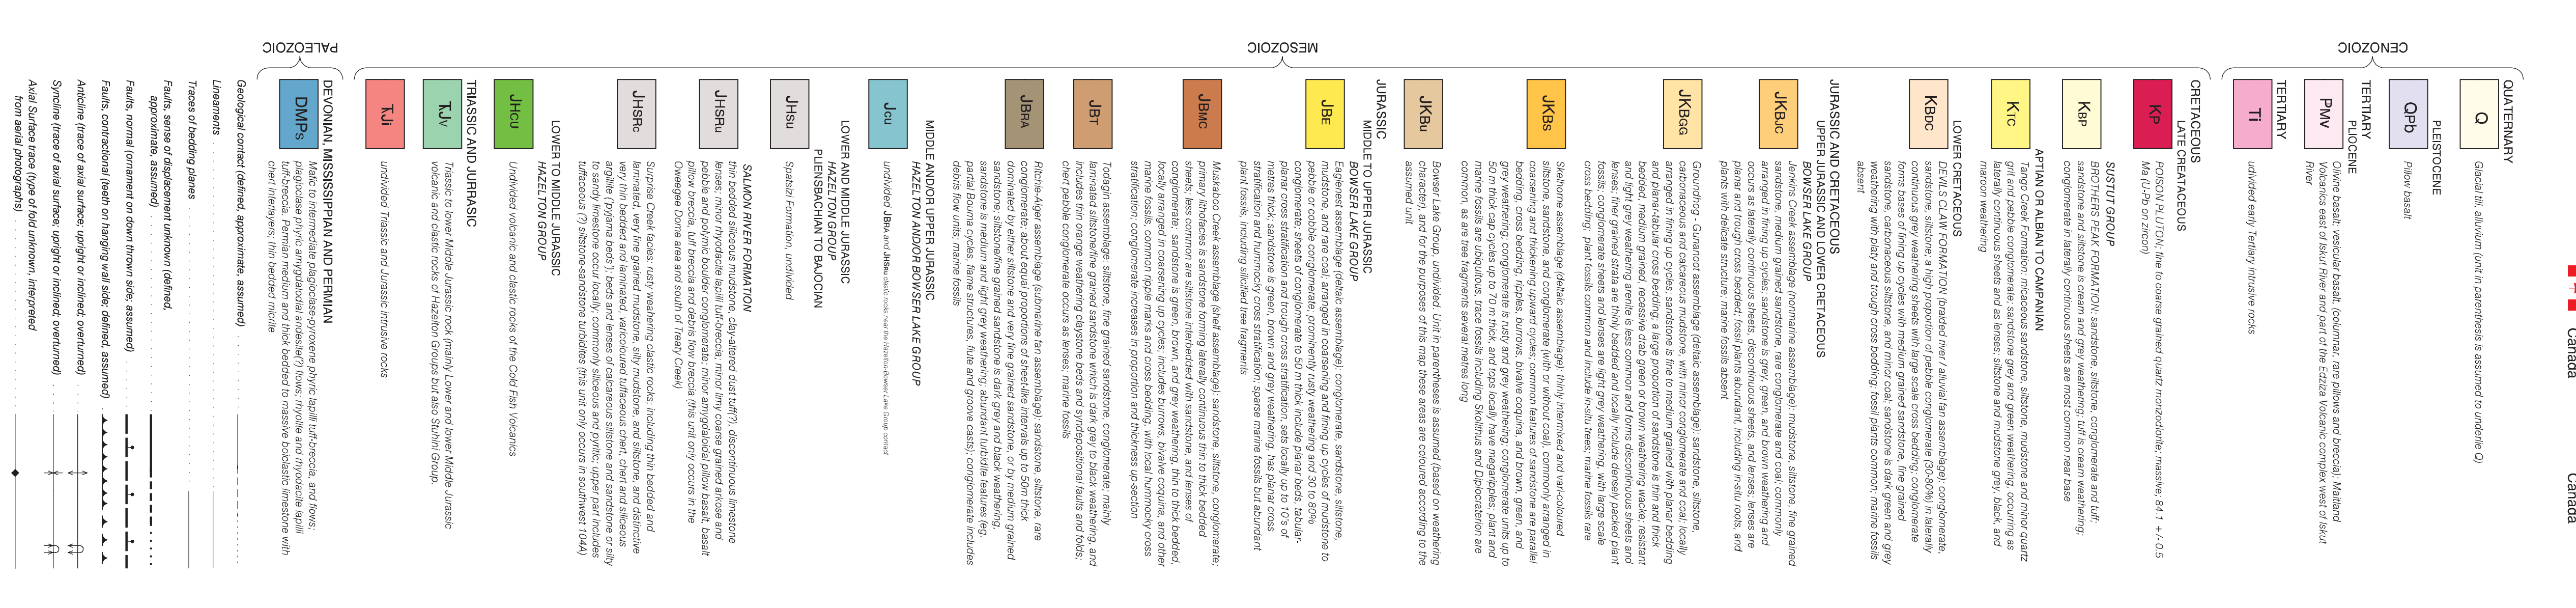 Canada
Canada
CENOZOIC
QUATERNARY
Q
Glacial till, alluvium (unit in parenthesis is assumed to underlie Q)
PLEISTOCENE
QPb
Pillow basalt
TERTIARY
PLIOCENE
PMv
Olivine basalt; vesicular basalt, (columnar, rare pillows and breccia); Maitland
Volcanics east of Iskut River and part of the Edziza Volcanic complex west of Iskut
River
TERTIARY
Ti
udivided early Tertiary intrusive rocks
MESOZOIC
CRETACEOUS
LATE CREATACEOUS
KP
POISON PLUTON; fine to coarse grained quartz monzodiorite; massive; 84.1 +/- 0.5
Ma (U-Pb on zircon)
SUSTUT GROUP
KBP
BROTHERS PEAK FORMATION: sandstone, siltstone, conglomerate and tuff;
sandstone and siltstone is cream and grey weathering; tuff is cream weathering;
conglomerate in laterally continuous sheets are most common near base
APTIAN OR ALBIAN TO CAMPANIAN
KTC
Tango Creek Formation: micaceous sandstone, siltstone, mudstone and minor quartz
grit and pebble conglomerate; sandstone grey and green weathering, occurring as
laterally continuous sheets and as lenses; siltstone and mudstone grey, black, and
maroon weathering
LOWER CRETACEOUS
KBDC
DEVILS CLAW FORMATION (braided river / alluvial fan assemblage): conglomerate,
sandstone, siltstone; a high proportion of pebble conglomerate (30-80%) in laterally
continuous grey weathering sheets with large scale cross bedding; conglomerate
forms bases of fining up cycles with medium grained sandstone, fine grained
sandstone, carbonaceous siltstone, and minor coal; sandstone is dark green and grey
weathering with platy and trough cross bedding; fossil plants common; marine fossils
absent
JURASSIC AND CRETACEOUS
UPPER JURASSIC AND LOWER CRETACEOUS
BOWSER LAKE GROUP
JKBJC
Jenkins Creek assemblage (nonmarine assemblage): mudstone, siltstone, fine grained
sandstone, medium grained sandstone, rare conglomerate and coal; commonly
arranged in fining up cycles; sandstone is grey, green, and brown weathering and
occurs as laterally continuous sheets, discontinuous sheets, and lenses; lenses are
planar and trough cross bedded; fossil plants abundant, including in-situ roots, and
plants with delicate structure; marine fossils absent
JKBGG
Groundhog - Gunanoot assemblage (deltaic assemblage): sandstone, siltstone,
carbonaceous and calcareous mudstone, with minor conglomerate and coal; locally
arranged in fining up cycles; sandstone is fine to medium grained with planar bedding
and planar-tabular cross bedding; a large proportion of sandstone is thin and thick
bedded, medium grained, recessive drab green or brown weathering wacke; resistant
and light grey weathering arenite is less common and forms discontinuous sheets and
lenses; finer grained strata are thinly bedded and locally include densely packed plant
fossils; conglomerate sheets and lenses are light grey weathering, with large scale
cross bedding; plant fossils common and include in-situ trees; marine fossils rare
JKBS
Skelhorne assemblage (deltaic assemblage): thinly intermixed and vari-coloured
siltstone, sandstone, and conglomerate (with or without coal), commonly arranged in
coarsening and thickening upward cycles; common features of sandstone are parallel
bedding, cross bedding, ripples, burrows, bivalve coquina, and brown, green, and
grey weathering; conglomerate is rusty and grey weathering; conglomerate units up to
50 m thick cap cycles up to 70 m thick, and tops locally have megaripples; plant and
marine fossils are ubiquitous, trace fossils including Skolithus and Diplocraterion are
common, as are tree fragments several metres long
JKBu
Bowser Lake Group, undivided. Unit in parentheses is assumed (based on weathering
character), and for the purposes of this map these areas are coloured according to the
assumed unit
JURASSIC
MIDDLE TO UPPER JURASSIC
BOWSER LAKE GROUP
JBE
Eaglenest assemblage (deltaic assemblage): conglomerate, sandstone, siltstone,
mudstone, and rare coal, arranged in coarsening and fining up cycles of mudstone to
pebble or cobble conglomerate; prominently rusty weathering and 30 to 80%
conglomerate; sheets of conglomerate to 50 m thick include planar beds, tabular-
planar cross stratification and trough cross stratification, sets locally up to 10's of
metres thick; sandstone is green, brown and grey weathering, has planar cross
stratification and hummocky cross stratification; sparse marine fossils but abundant
plant fossils, including silicified tree fragments
JBMC
Muskaboo Creek assemblage (shelf assemblage): sandstone, siltstone, conglomerate;
primary lithofacies is sandstone forming laterally continuous thin to thick bedded
sheets; less common are siltstone interbedded with sandstone, and lenses of
conglomerate; sandstone is green, brown, and grey weathering, thin to thick bedded,
locally arranged in coarsening up cycles; includes burrows, bivalve coquina, and other
marine fossils, common ripple marks and cross bedding, with local hummocky cross
stratification; conglomerate increases in proportion and thickness up-section
JBT
Todagin assemblage: siltstone, fine grained sandstone, conglomerate; mainly
laminated siltstone/fine grained sandstone which is dark grey to black weathering, and
includes thin orange weathering claystone beds and syndepositional faults and folds;
chert pebble conglomerate occurs as lenses; marine fossils
JBRA
Ritchie-Alger assemblage (submarine fan assemblage): sandstone, siltstone, rare
conglomerate; about equal proportions of sheet-like intervals up to 50m thick
dominated by either siltstone and very fine grained sandstone, or by medium grained
sandstone; siltstone/fine grained sandstone is dark grey and black weathering,
sandstone is medium and light grey weathering; abundant turbidite features (eg.
partial Bouma cycles, flame structures, flute and groove casts); conglomerate includes
debris flow units; marine fossils
MIDDLE AND/OR UPPER JURASSIC
HAZELTON AND/OR BOWSER LAKE GROUP
Jcu
undivided JBRA and JHSRu clastic rocks near the Hazelton-Bowser Lake Group contact
LOWER AND MIDDLE JURASSIC
HAZELTON GROUP
PLIENSBACHIAN TO BAJOCIAN
JHsu
Spatsizi Formation, undivided
SALMON RIVER FORMATION
JHSRu
thin bedded siliceous mudstone, clay-altered dust tuff(?), discontinuous limestone
lenses; minor rhyodacite lapilli tuff-breccia; minor limy coarse grained arkose and
pebble and polymic boulder conglomerate; minor amygdaloidal pillow basalt, basalt
pillow breccia, tuff breccia and debris flow breccia (this unit only occurs in the
Oweegee Dome area and south of Treaty Creek)
JHSRc
Surprise Creek facies: rusty weathering clastic rocks; including thin bedded and
laminated, very fine grained mudstone, silty mudstone, and siltstone, and distinctive
very thin bedded and laminated, varicoloured tuffaceous chert, chert and siliceous
argillite ('pyjama beds'); beds and lenses of calcareous siltstone and sandstone or silty
to sandy limestone occur locally; commonly siliceous and pyritic; upper part includes
tuffaceous (?) siltstone-sandstone turbidites (this unit only occurs in southwest 104A)
LOWER TO MIDDLE JURASSIC
HAZELTON GROUP
JHCU
Undivided volcanic and clastic rocks of the Cold Fish Volcanics
TRIASSIC AND JURASSIC
TJv
Triassic to lower Middle Jurassic rock (mainly Lower and lower Middle Jurassic
volcanic and clastic rocks of Hazelton Groups but also Stuhini Group.
TJi
undivided Triassic and Jurassic; intrusive rocks
PALEOZOIC
DEVONIAN, MISSISSIPPIAN AND PERMIAN
DMPs
Mafic to intermediate plagioclase-pyroxene phyric lapilli tuff-breccia, and flows;
plagioclase phyric amygdaloidal andesite(?) flows; rhyolite and rhyodacite lapilli
tuff-breccia. Permian medium and thick bedded to massive bioiclastic limestone with
chert interlayers; thin bedded micrite
Geological contact (defined, approximate, assumed)
Lineaments
Traces of bedding planes
Faults, sense of displacement unknown (defined,
approximate, assumed)
Faults, normal (ornament on down thrown side; assumed)
Faults, contractional (teeth on hanging wall side; defined, assumed)
Anticline (trace of axial surface; upright or inclined; overturned)
Syncline (trace of axial surface; upright or inclined; overturned)
Axial Surface trace (type of fold unknown, interpreted
from aerial photographs)